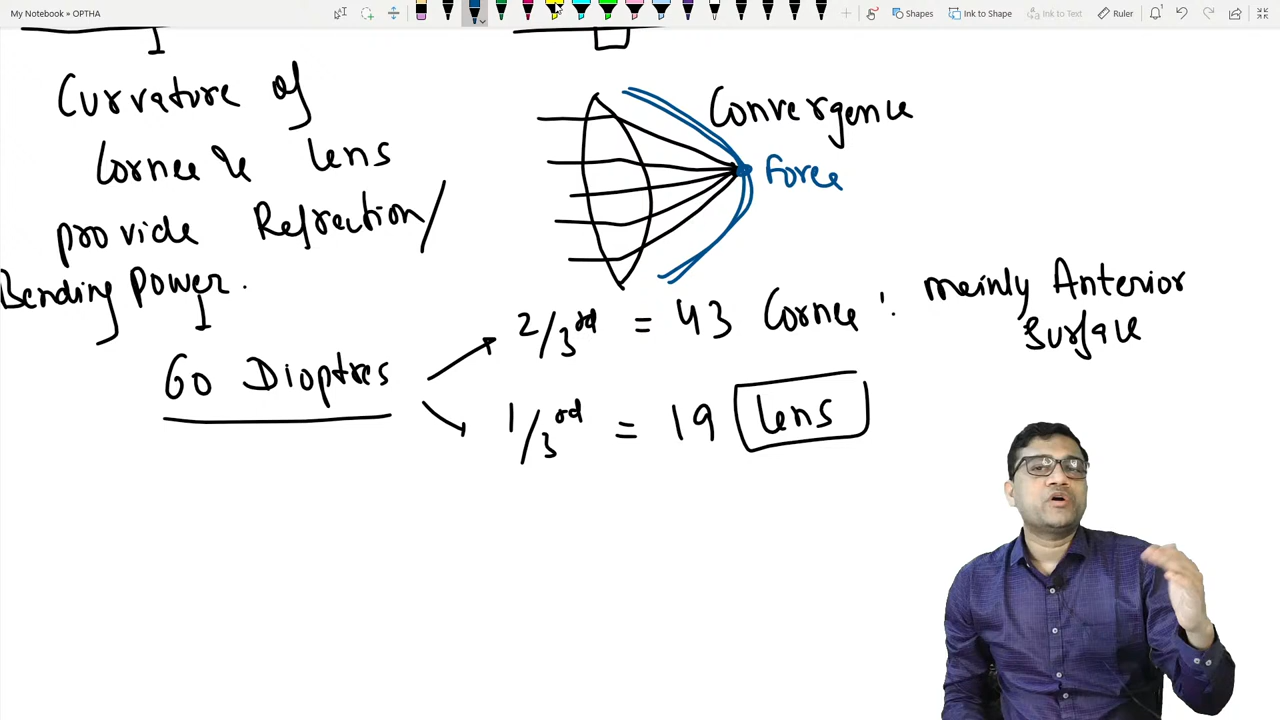 My Notebook » OPTHA
Shapes
Ink to Shape
Ink to Text
Ruler
Curvature of
Cornea & lens
provide Refraction/
Bending Power.
60 Dioptres
Convergence
Fovea
2/3rd = 43 Cornea : mainly Anterior
Surface
1/3rd = 19 lens